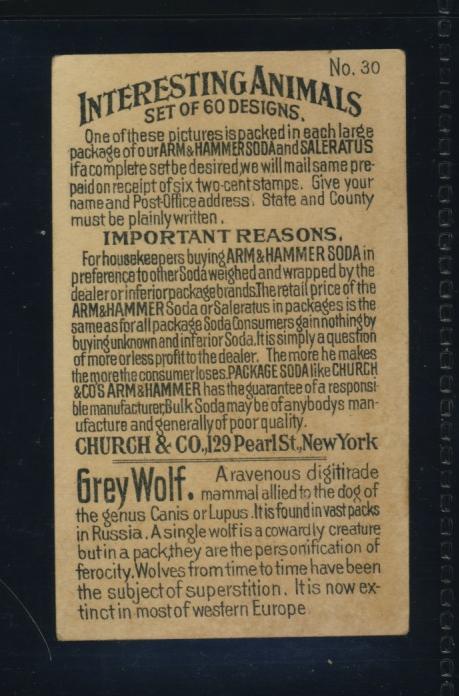 No. 30
INTERESTING ANIMALS
SET OF 60 DESIGNS.
One of these pictures is packed in each large
package of our ARM & HAMMER SODA and SALERATUS
If a complete set be desired, we will mail same pre-
paid on receipt of six two-cent stamps. Give your
name and Post-Office address. State and County
must be plainly written.
IMPORTANT REASONS.
For housekeepers buying ARM & HAMMER SODA in
preference to other Soda weighed and wrapped by the
dealer or inferior package brands. The retail price of the
ARM & HAMMER Soda or Saleratus in packages is the
same as for all package Soda Consumers gain nothing by
buying unknown and inferior Soda. It is simply a question
of more or less profit to the dealer. The more he makes
the more the consumer loses. PACKAGE SODA like CHURCH
& CO'S ARM & HAMMER has the guarantee of a responsi-
ble manufacturer, Bulk Soda may be of anybodys man-
ufacture and generally of poor quality.
CHURCH & CO., 129 Pearl St., New York
Grey Wolf. A ravenous digitirade
mammal allied to the dog of
the genus Canis or Lupus. It is found in vast packs
in Russia. A single wolf is a cowardly creature
but in a pack, they are the personification of
ferocity. Wolves from time to time have been
the subject of superstition. It is now ex-
tinct in most of western Europe